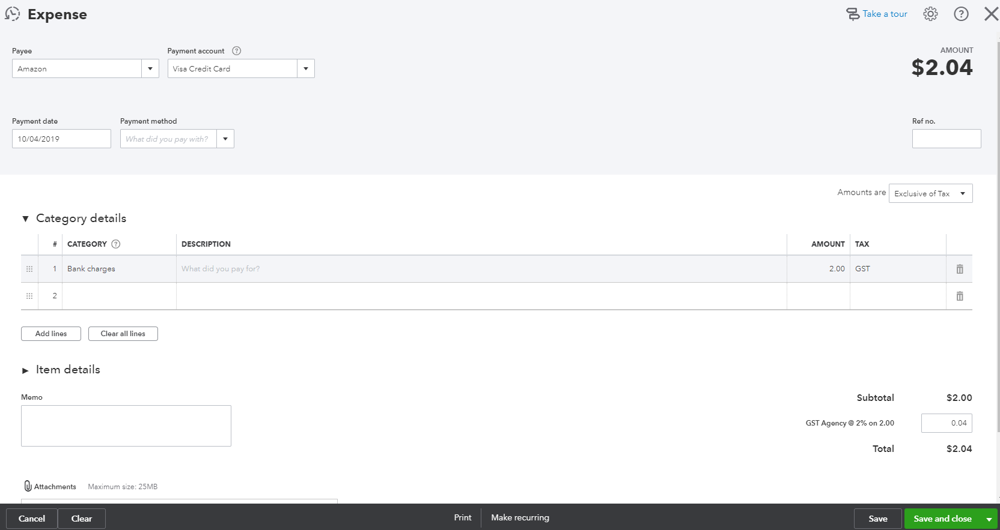 Expense
Take a tour
Payee
Payment account
AMOUNT
Amazon
Visa Credit Card
$2.04
Payment date
Payment method
Ref no.
10/04/2019
What did you pay with?
Amounts are
Exclusive of Tax
Category details
# CATEGORY DESCRIPTION AMOUNT TAX
1 Bank charges What did you pay for? 2.00 GST
2
Add lines
Clear all lines
Item details
Memo
Subtotal $2.00
GST Agency @ 2% on 2.00 0.04
Total $2.04
Attachments Maximum size: 25MB
Cancel
Clear
Print
Make recurring
Save
Save and close